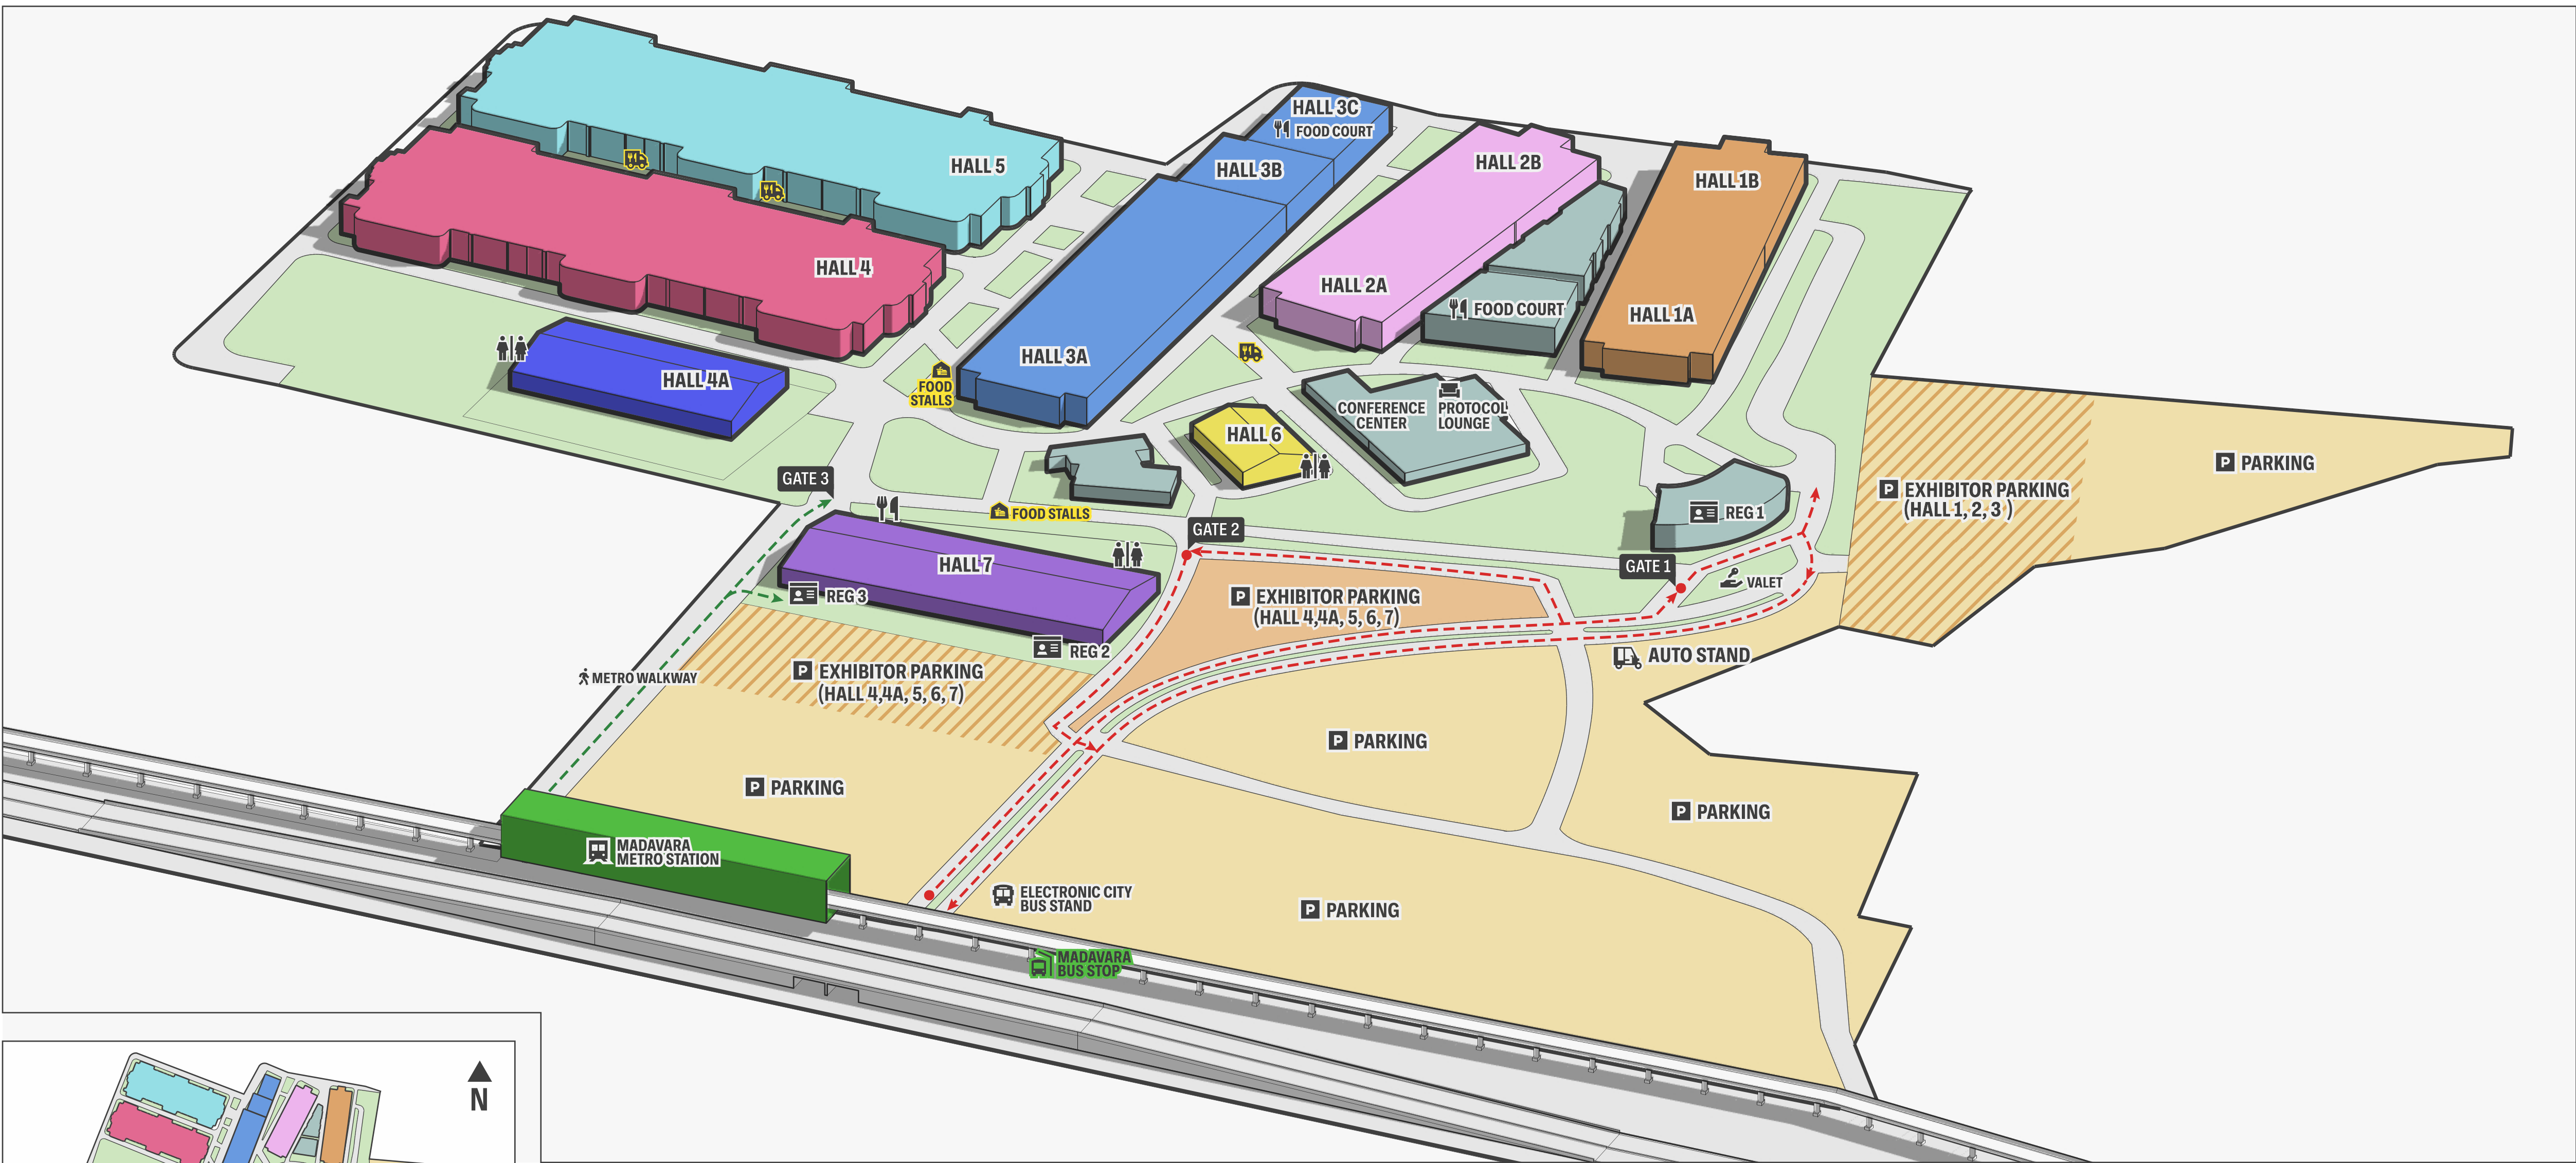 HALL 3C
FOOD COURT
HALL 5
HALL 3B
HALL 2B
HALL 1B
HALL 4
HALL 2A
FOOD COURT
HALL 1A
HALL 3A
HALL 4A
FOOD
STALLS
CONFERENCE
CENTER
PROTOCOL
LOUNGE
HALL 6
P PARKING
GATE 3
P EXHIBITOR PARKING
(HALL 1, 2, 3 )
FOOD STALLS
REG 1
GATE 2
HALL 7
GATE 1
VALET
REG 3
P EXHIBITOR PARKING
(HALL 4,4A, 5, 6, 7)
REG 2
AUTO STAND
METRO WALKWAY
P EXHIBITOR PARKING
(HALL 4,4A, 5, 6, 7)
P PARKING
P PARKING
P PARKING
MADAVARA
METRO STATION
ELECTRONIC CITY
BUS STAND
P PARKING
MADAVARA
BUS STOP
N